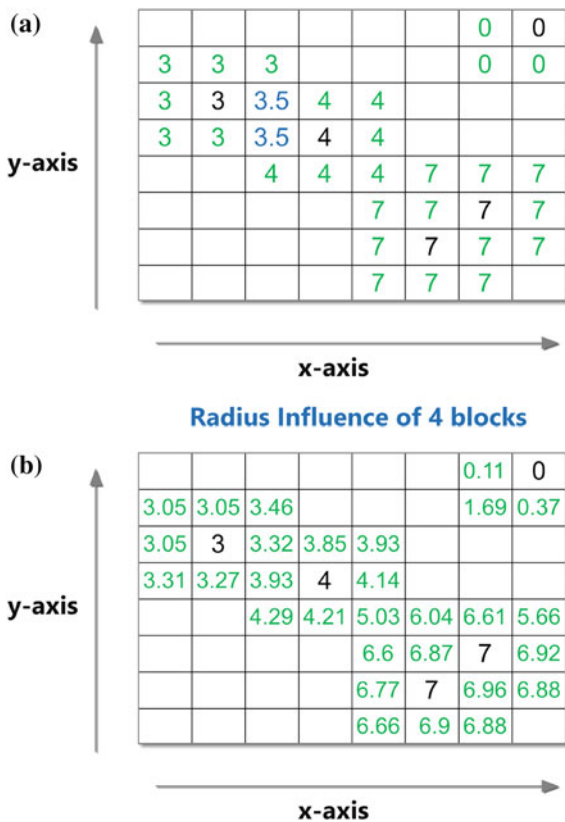 (a)
0 0
3 3 3 0 0
3 3 3.5 4 4
3 3 3.5 4 4
y-axis
4 4 4 7 7 7
7 7 7 7
7 7 7 7
7 7 7
x-axis
Radius Influence of 4 blocks
(b)
0.11 0
3.05 3.05 3.46 1.69 0.37
3.05 3 3.32 3.85 3.93
3.31 3.27 3.93 4 4.14
y-axis
4.29 4.21 5.03 6.04 6.61 5.66
6.6 6.87 7 6.92
6.77 7 6.96 6.88
6.66 6.9 6.88
x-axis